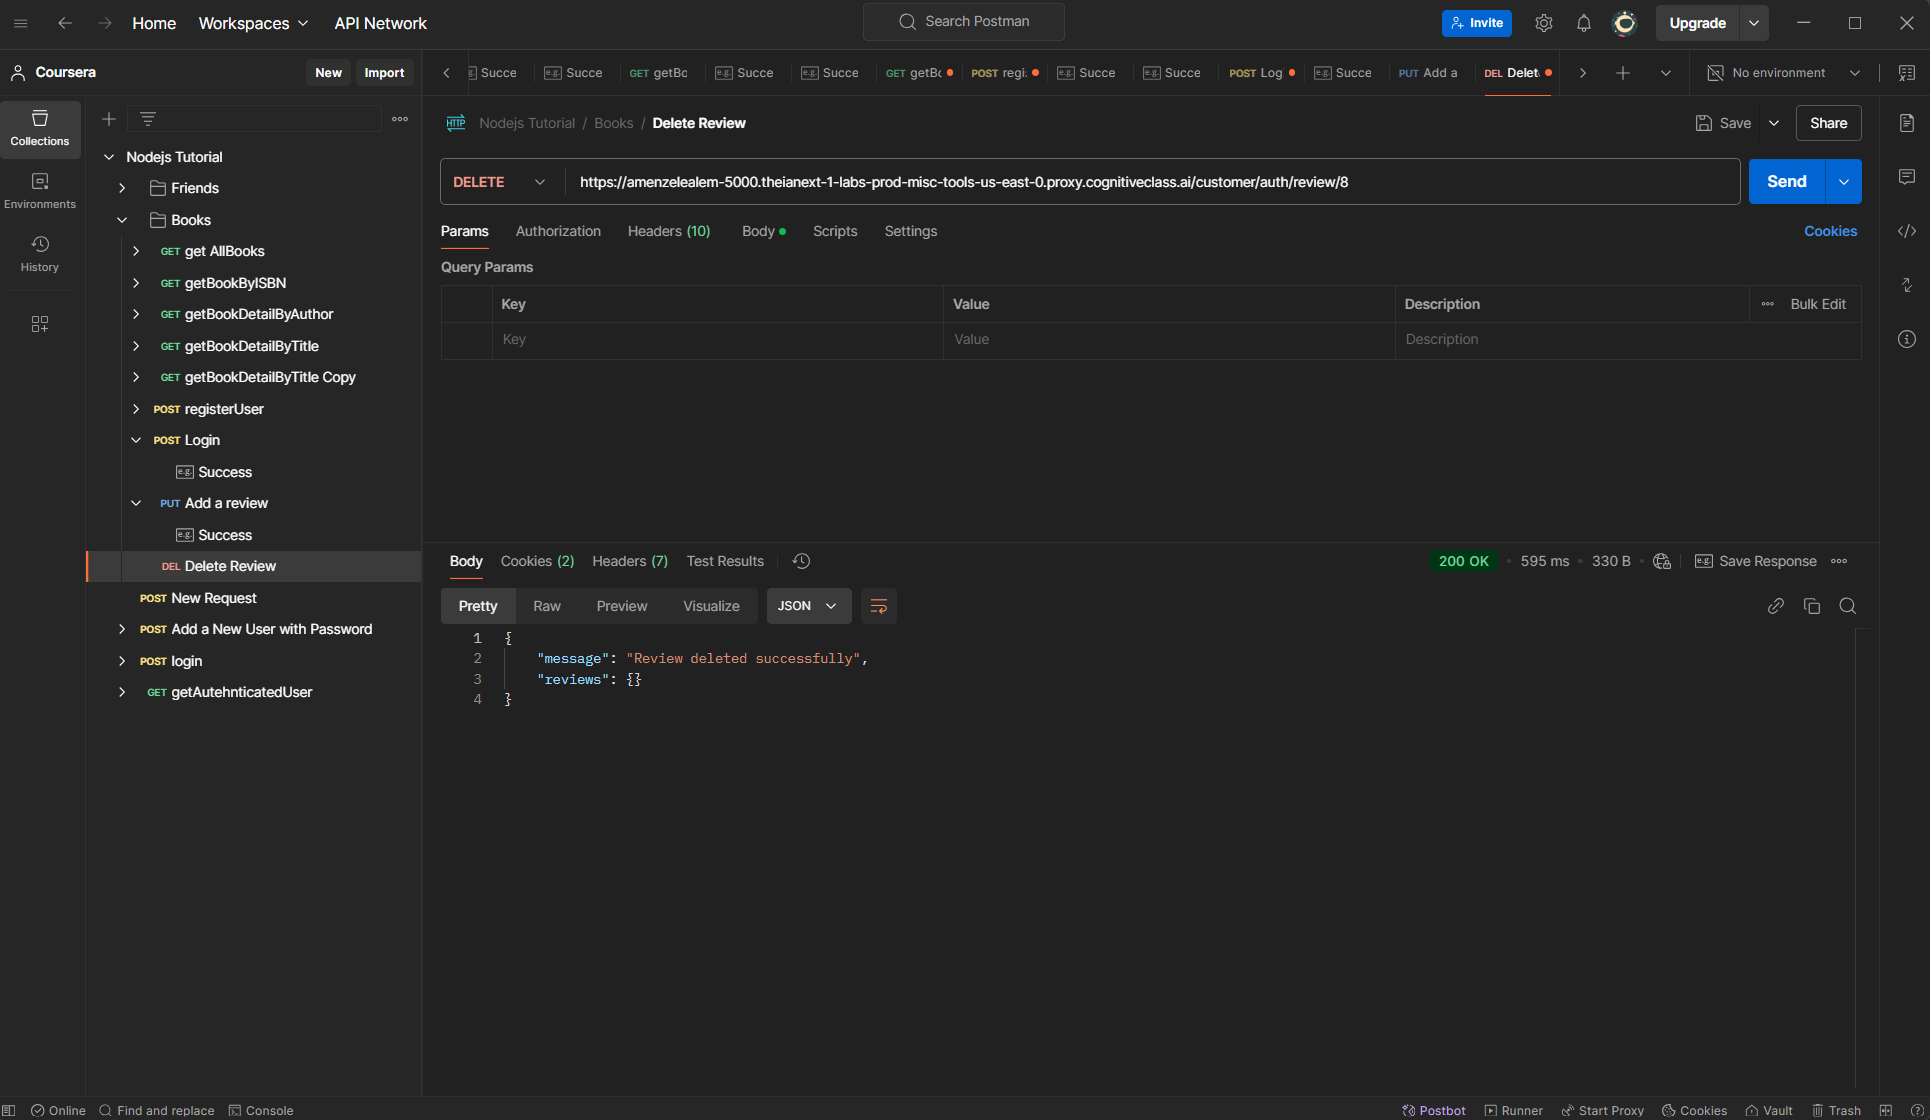 Home Workspaces API Network Search Postman Invite Upgrade
Coursera New Import
e.g. Succe e.g. Succe GET getBo e.g. Succe e.g. Succe GET getBo POST regi e.g. Succe e.g. Succe POST Log e.g. Succe PUT Add a DEL Delet No environment
Collections
Environments
History
Nodejs Tutorial
Friends
Books
GET get AllBooks
GET getBookByISBN
GET getBookDetailByAuthor
GET getBookDetailByTitle
GET getBookDetailByTitle Copy
POST registerUser
POST Login
e.g. Success
PUT Add a review
e.g. Success
DEL Delete Review
POST New Request
POST Add a New User with Password
POST login
GET getAutehnticatedUser
HTTP Nodejs Tutorial / Books / Delete Review Save Share
DELETE https://amenzelealem-5000.theianext-1-labs-prod-misc-tools-us-east-0.proxy.cognitiveclass.ai/customer/auth/review/8 Send
Params Authorization Headers (10) Body Scripts Settings Cookies
Query Params
Key Value Description Bulk Edit
Key Value Description
Body Cookies (2) Headers (7) Test Results 200 OK 595 ms 330 B e.g. Save Response
Pretty Raw Preview Visualize JSON
1 {
2 "message": "Review deleted successfully",
3 "reviews": {}
4 }
Online Find and replace Console Postbot Runner Start Proxy Cookies Vault Trash